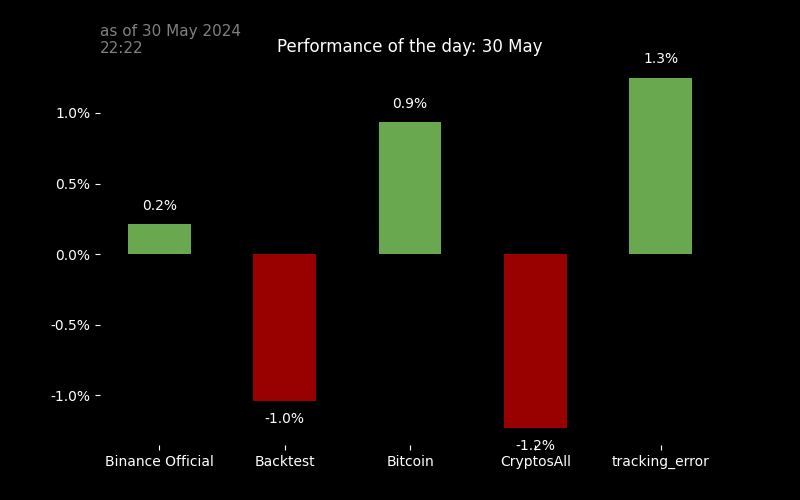 as of 30 May 2024
22:22
Performance of the day: 30 May
1.3%
1.0%
0.9%
0.5%
0.2%
0.0%
-0.5%
-1.0%
-1.0%
-1.2%
Binance Official
Backtest
Bitcoin
CryptosAll
tracking_error